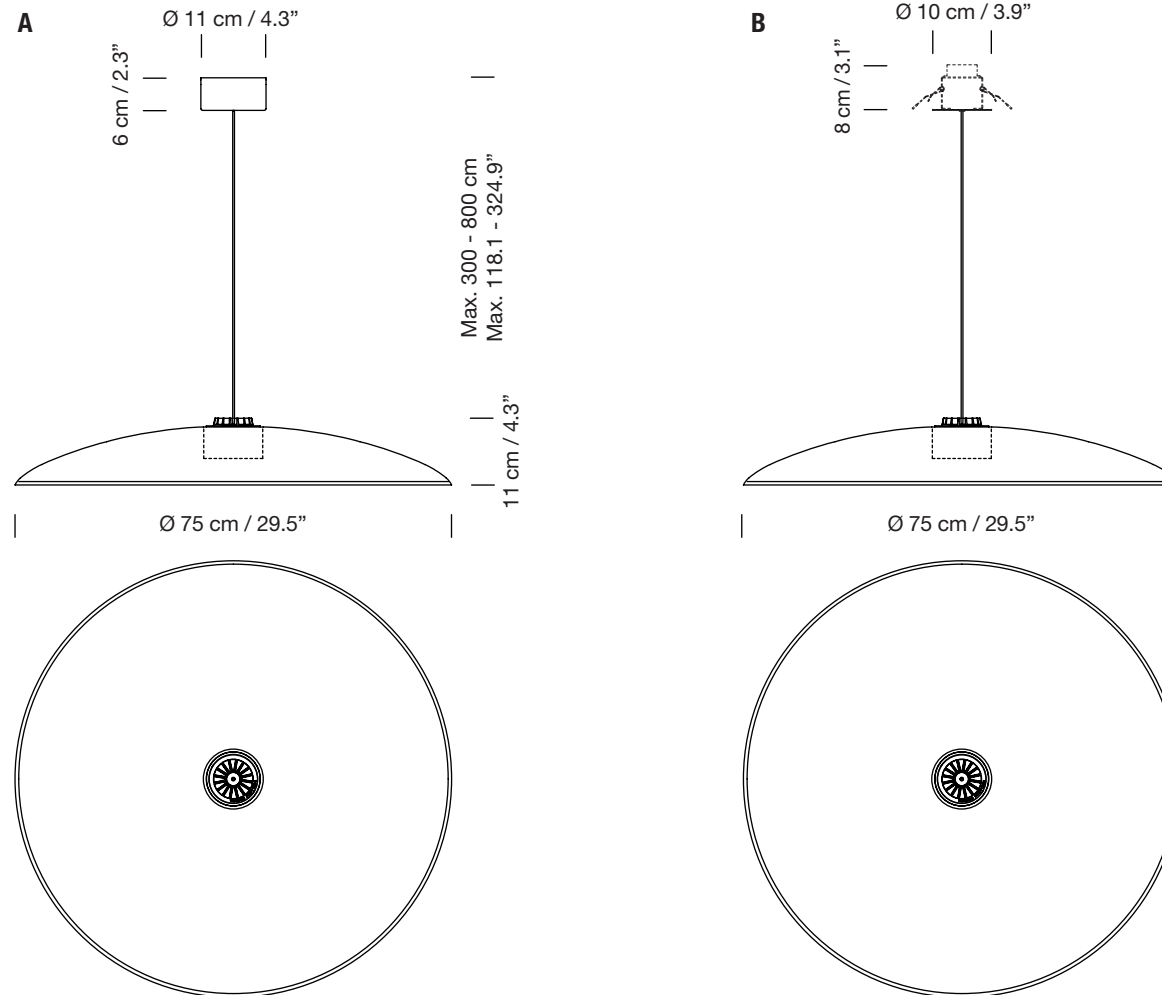 A
Ø 11 cm / 4.3”
6 cm / 2.3”
Max. 300 - 800 cm
Max. 118.1 - 324.9”
11 cm / 4.3”
Ø 75 cm / 29.5”
B
Ø 10 cm / 3.9”
8 cm / 3.1”
Ø 75 cm / 29.5”